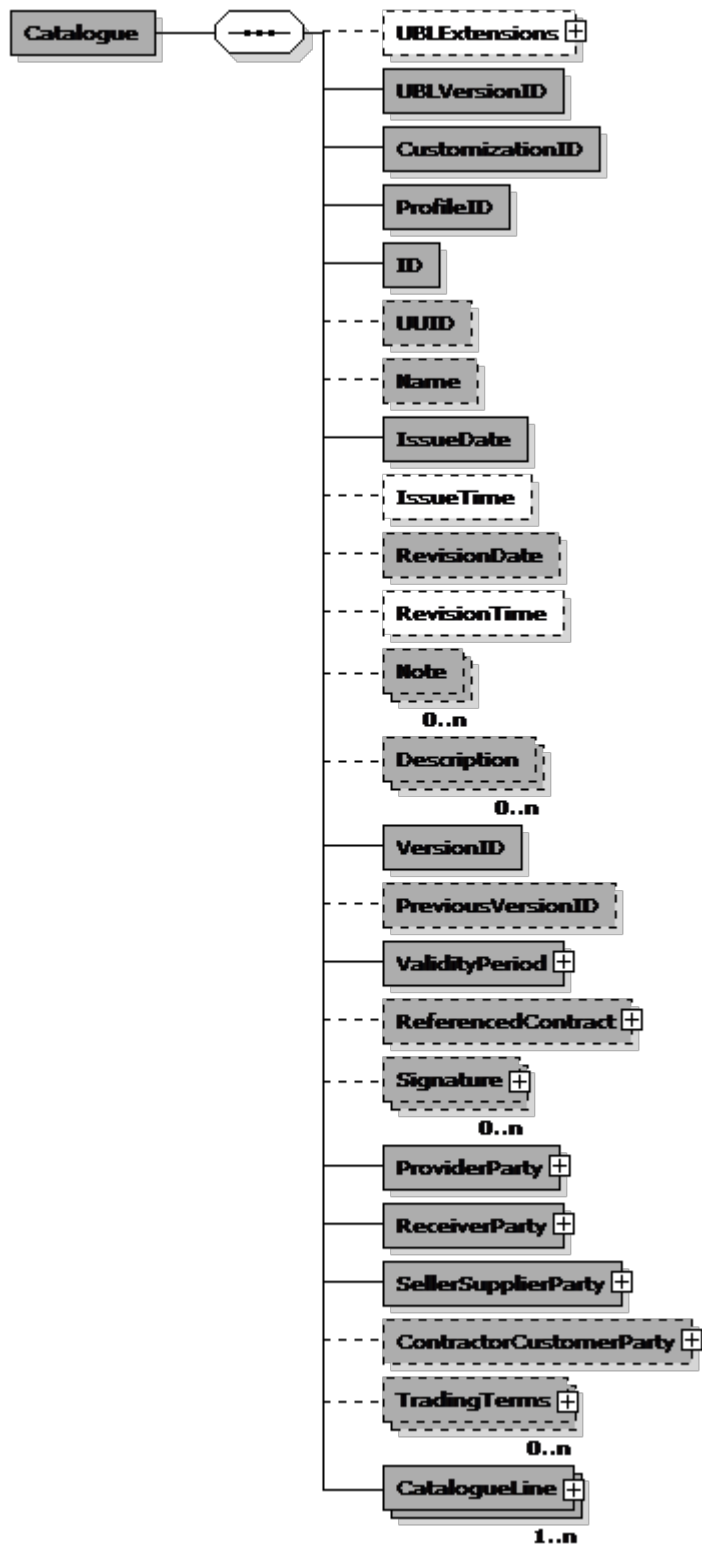 Catalogue
UBLExtensions
UBLVersionID
CustomizationID
ProfileID
ID
UUID
Name
IssueDate
IssueTime
RevisionDate
RevisionTime
Note
0..n
Description
0..n
VersionID
PreviousVersionID
ValidityPeriod
ReferencedContract
Signature
0..n
ProviderParty
ReceiverParty
SellerSupplierParty
ContractorCustomerParty
TradingTerms
0..n
CatalogueLine
1..n